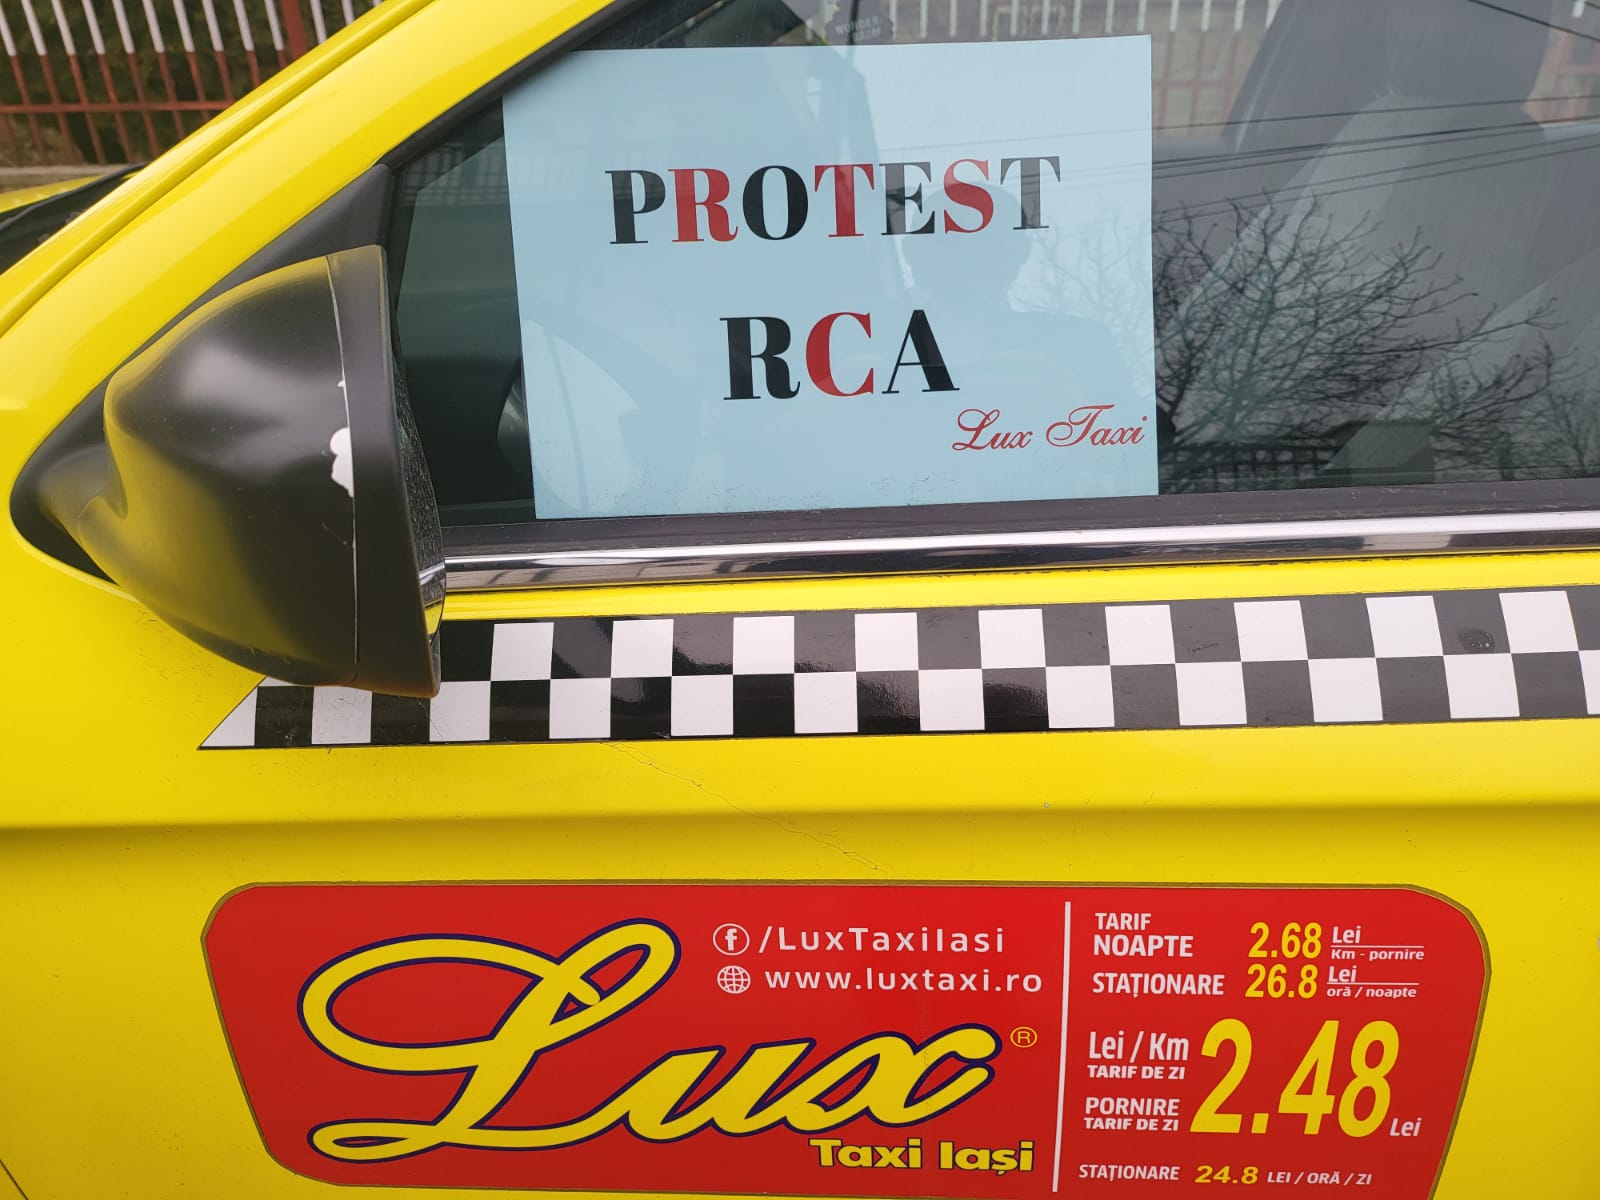 WUNDER-
BAUM
PROTEST
RCA
Lux Taxi
/LuxTaxiIasi
www.luxtaxi.ro
Lux®
Taxi Iași
TARIF
NOAPTE 2.68 Lei
Km - pornire
STAȚIONARE 26.8 Lei
oră / noapte
Lei / Km
TARIF DE ZI
PORNIRE
TARIF DE ZI
2.48 Lei
STAȚIONARE 24.8 LEI / ORĂ / ZI